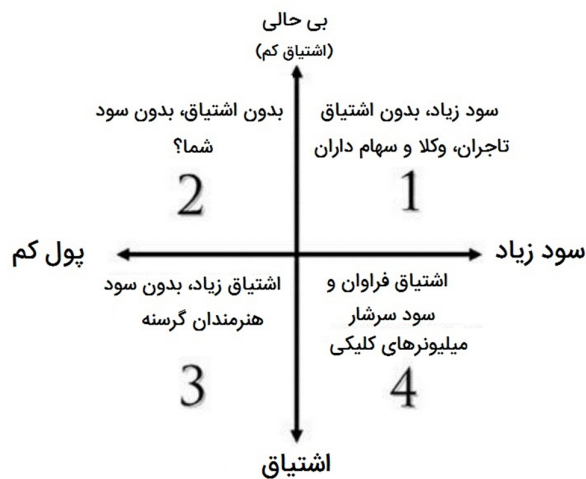 بی حالی
(اشتیاق کم)
سود زیاد، بدون اشتیاق
تاجران، وکلا و سهام داران
1
بدون اشتیاق، بدون سود
شما؟
2
سود زیاد
پول کم
اشتیاق زیاد، بدون سود
هنرمندان گرسنه
3
اشتیاق فراوان و
سود سرشار
میلیونرهای کلیکی
4
اشتیاق